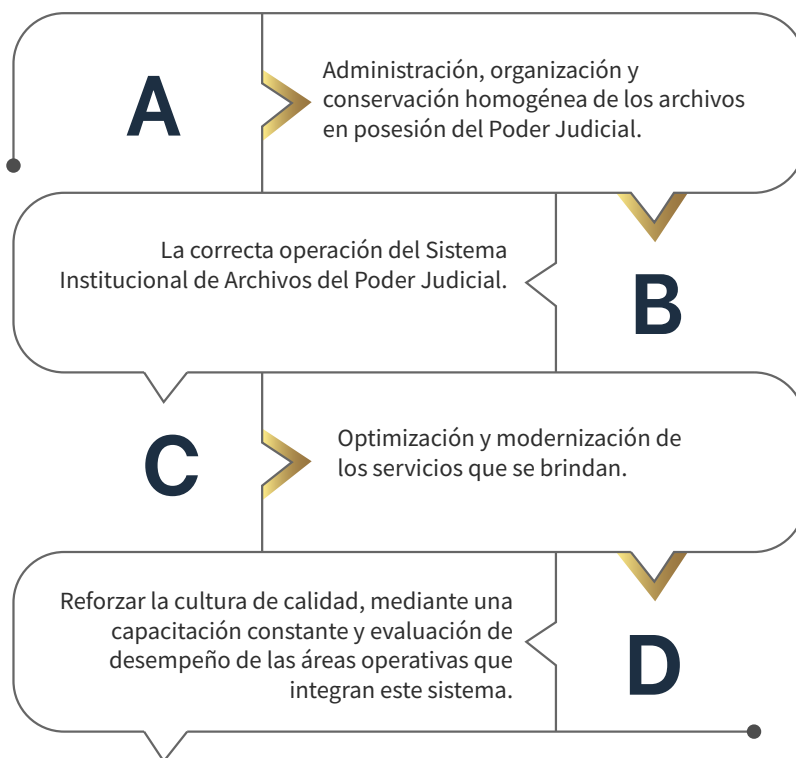 A
Administración, organización y
conservación homogénea de los archivos
en posesión del Poder Judicial.
La correcta operación del Sistema
Institucional de Archivos del Poder Judicial.
B
C
Optimización y modernización de
los servicios que se brindan.
Reforzar la cultura de calidad, mediante una
capacitación constante y evaluación de
desempeño de las áreas operativas que
integran este sistema.
D